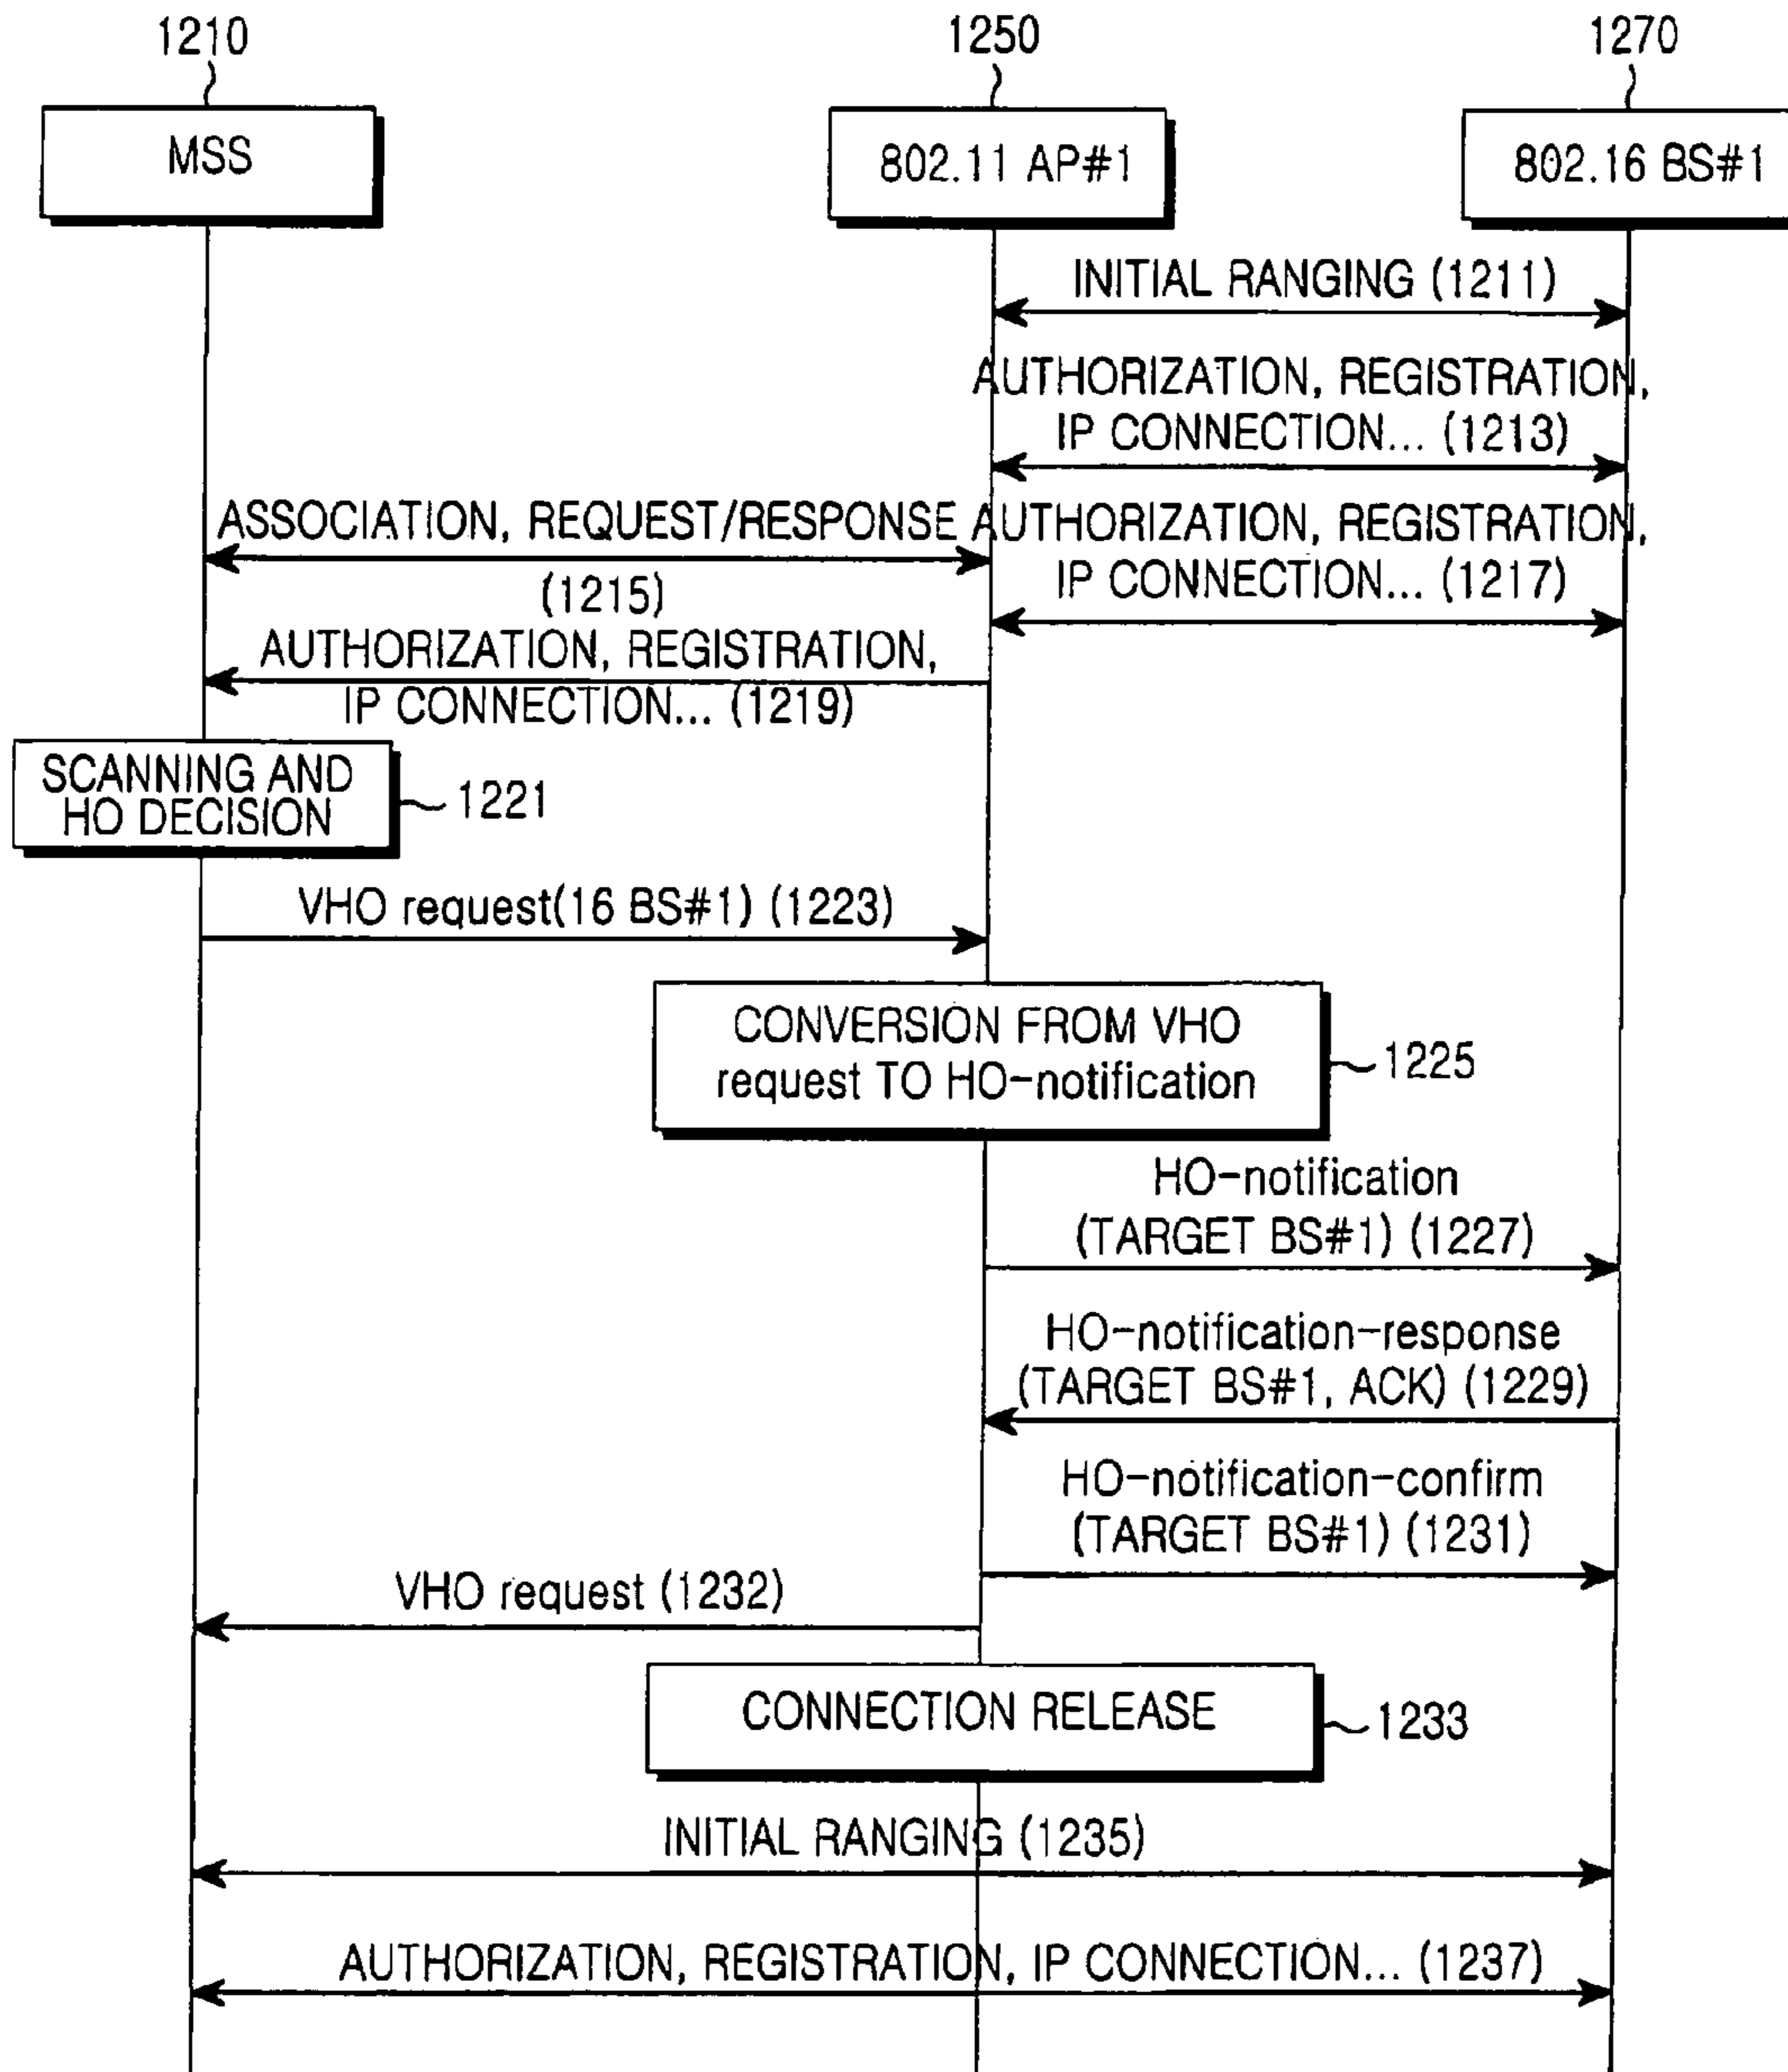 1210
1250
1270
MSS
802.11 AP#1
802.16 BS#1
INITIAL RANGING (1211)
AUTHORIZATION, REGISTRATION,
IP CONNECTION... (1213)
ASSOCIATION, REQUEST/RESPONSE
(1215)
AUTHORIZATION, REGISTRATION,
IP CONNECTION... (1217)
AUTHORIZATION, REGISTRATION,
IP CONNECTION... (1219)
SCANNING AND
HO DECISION
1221
VHO request(16 BS#1) (1223)
CONVERSION FROM VHO
request TO HO-notification
1225
HO-notification
(TARGET BS#1) (1227)
HO-notification-response
(TARGET BS#1, ACK) (1229)
HO-notification-confirm
(TARGET BS#1) (1231)
VHO request (1232)
CONNECTION RELEASE
1233
INITIAL RANGING (1235)
AUTHORIZATION, REGISTRATION, IP CONNECTION... (1237)